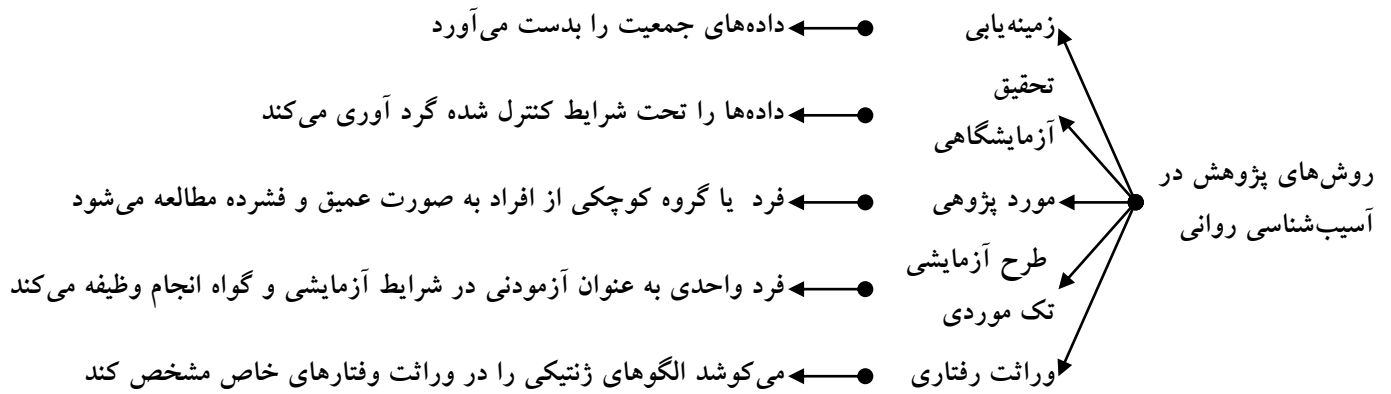 روش‌های پژوهش در
آسیب‌شناسی روانی
زمینه‌یابی
داده‌های جمعیت را بدست می‌آورد
تحقیق
آزمایشگاهی
داده‌ها را تحت شرایط کنترل شده گرد آوری می‌کند
مورد پژوهی
فرد یا گروه کوچکی از افراد به صورت عمیق و فشرده مطالعه می‌شود
طرح آزمایشی
تک موردی
فرد واحدی به عنوان آزمودنی در شرایط آزمایشی و گواه انجام وظیفه می‌کند
وراثت رفتاری
می‌کوشد الگوهای ژنتیکی را در وراثت وفتارهای خاص مشخص کند